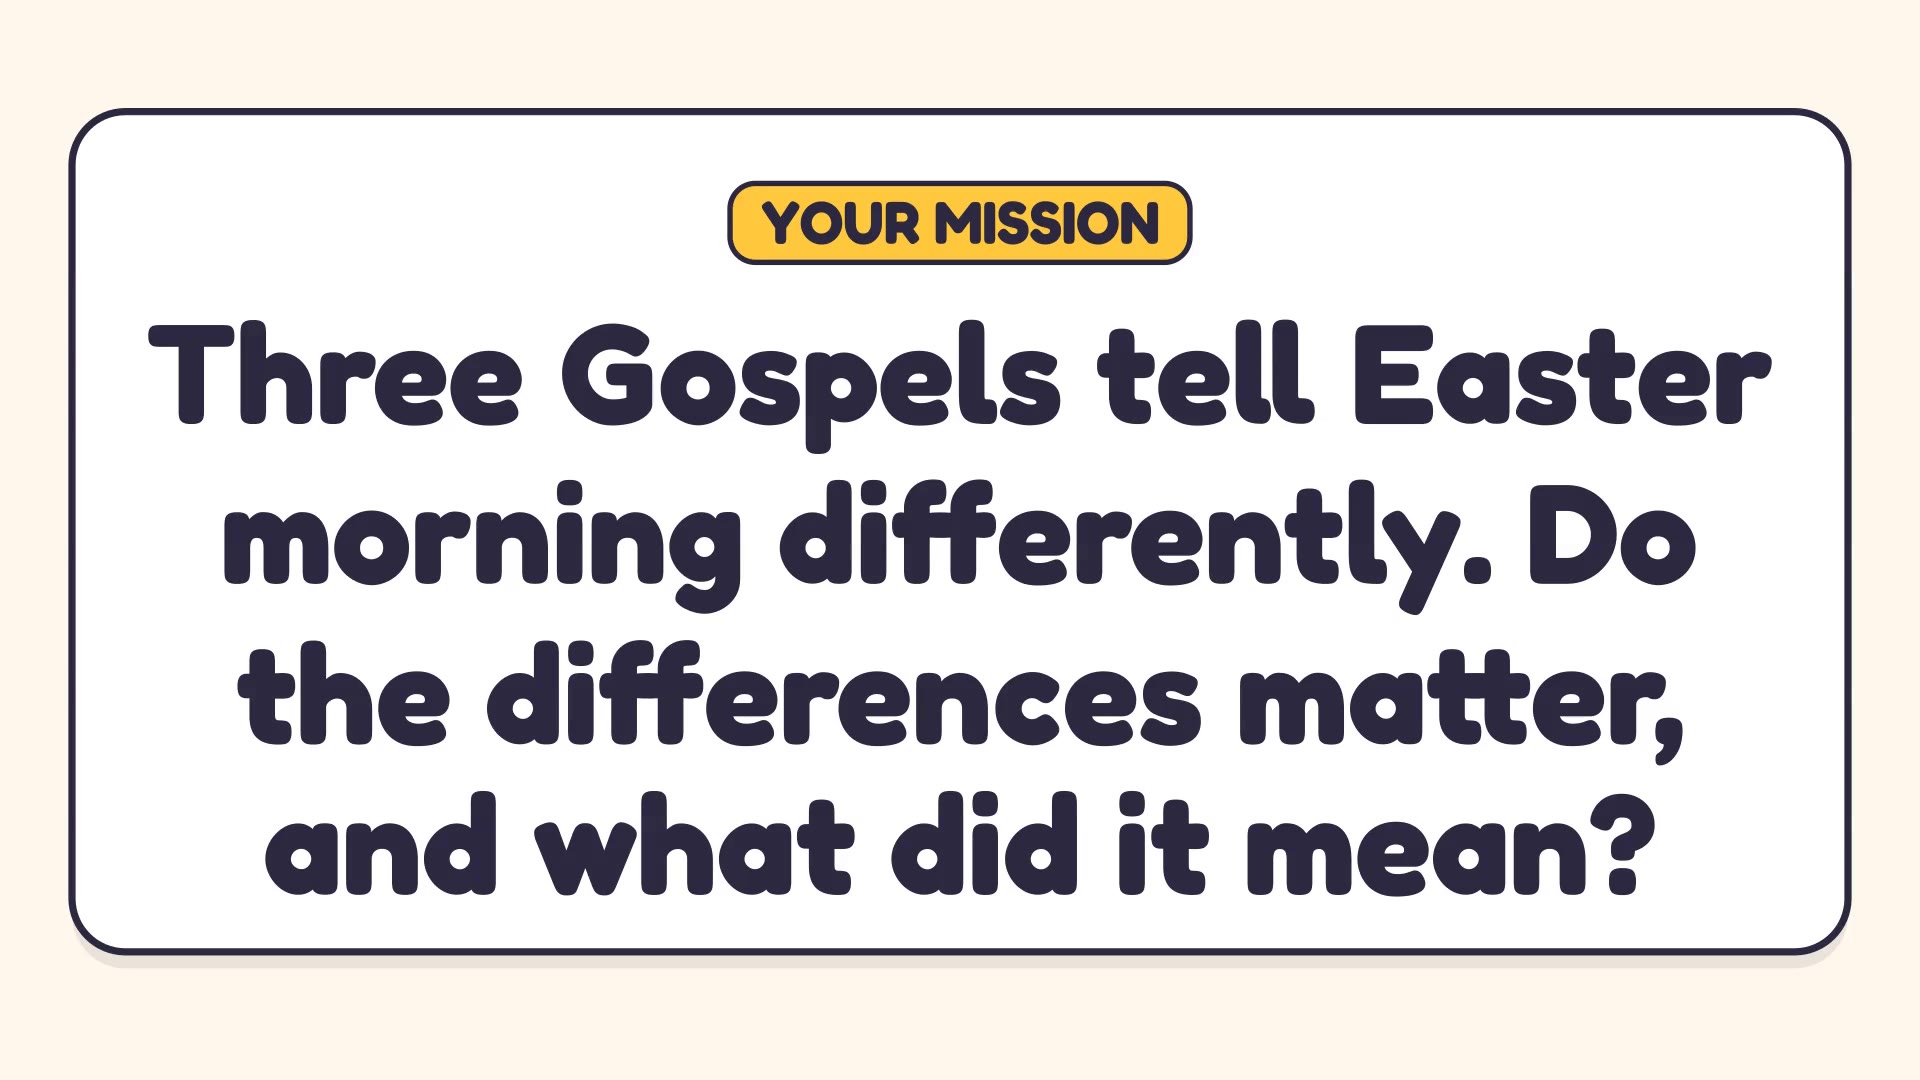 YOUR MISSION
Three Gospels tell Easter
morning differently. Do
the differences matter,
and what did it mean?